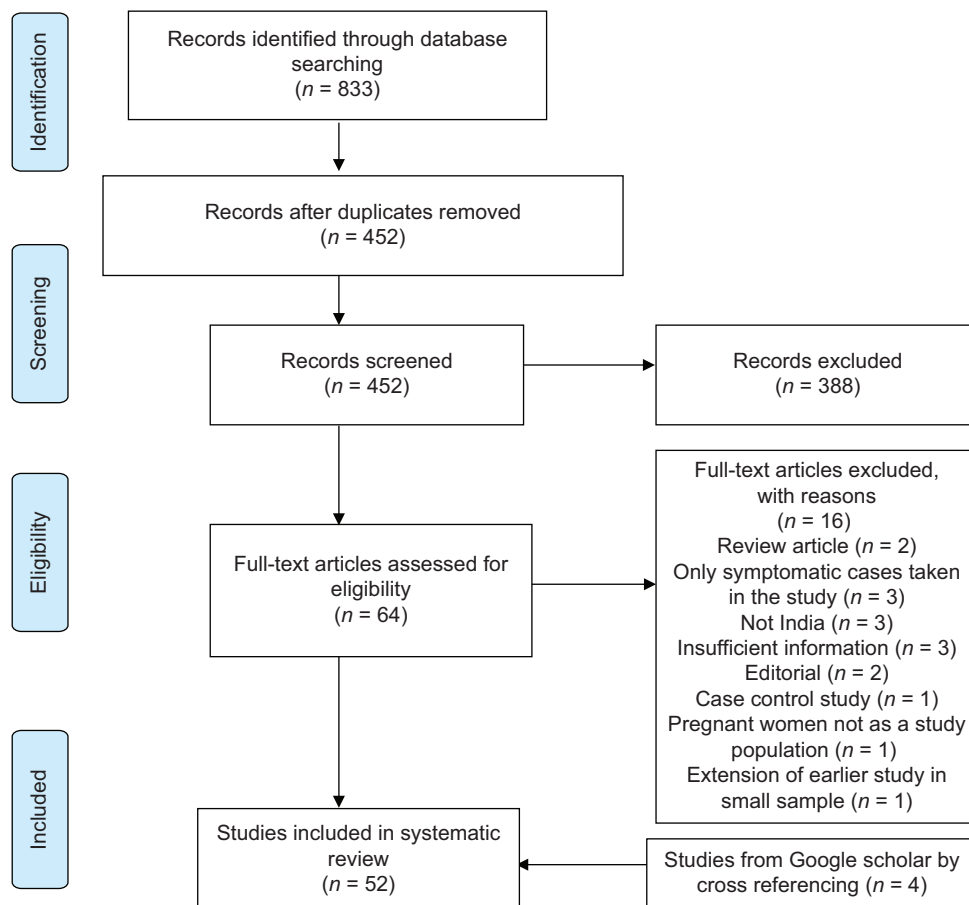 Identification
Records identified through database
searching
(n = 833)
Records after duplicates removed
(n = 452)
Screening
Records screened
(n = 452)
Records excluded
(n = 388)
Eligibility
Full-text articles assessed for
eligibility
(n = 64)
Full-text articles excluded,
with reasons
(n = 16)
Review article (n = 2)
Only symptomatic cases taken
in the study (n = 3)
Not India (n = 3)
Insufficient information (n = 3)
Editorial (n = 2)
Case control study (n = 1)
Pregnant women not as a study
population (n = 1)
Extension of earlier study in
small sample (n = 1)
Included
Studies included in systematic
review
(n = 52)
Studies from Google scholar by
cross referencing (n = 4)